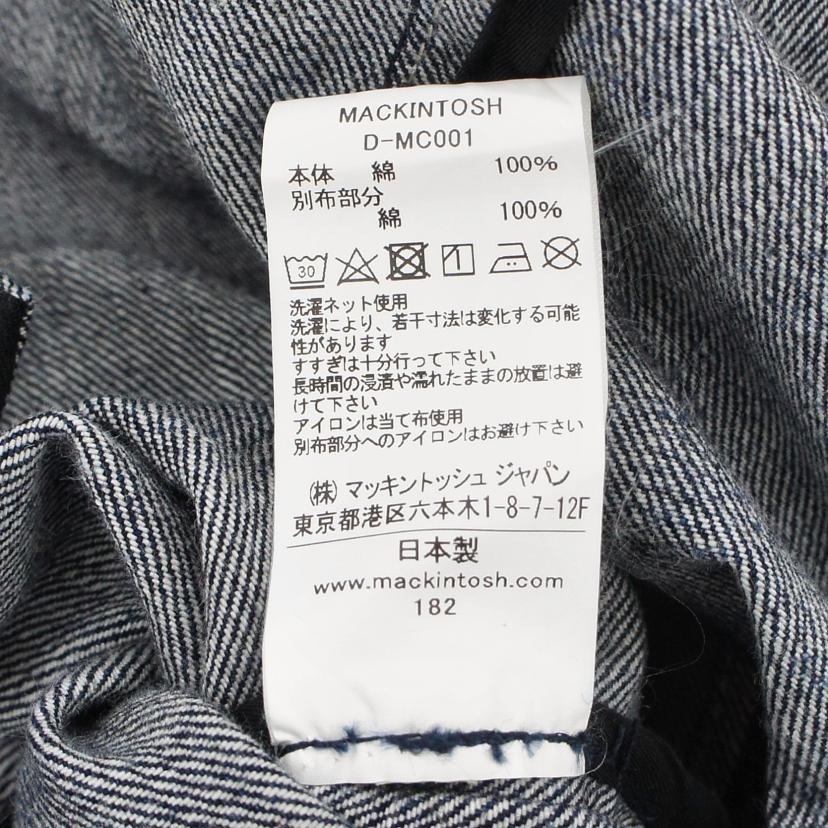 MACKINTOSH
D-MC001
本体 綿 100%
別布部分
綿 100%
30
洗濯ネット使用
洗濯により、若干寸法は変化する可能
性があります
すすぎは十分行って下さい
長時間の浸漬や濡れたままの放置は避
けて下さい
アイロンは当て布使用
別布部分へのアイロンはお避け下さい
(株) マッキントッシュ ジャパン
東京都港区六本木1-8-7-12F
日本製
www.mackintosh.com
182